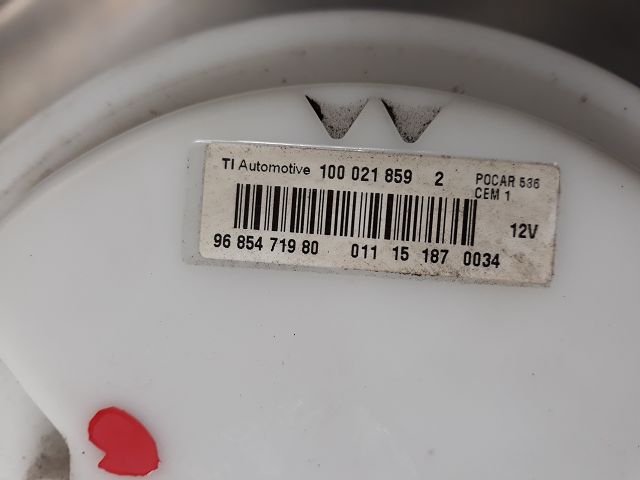 TI Automotive 100 021 859 2 POCAR 536
CEM 1
12V
96 854 719 80 011 15 187 0034